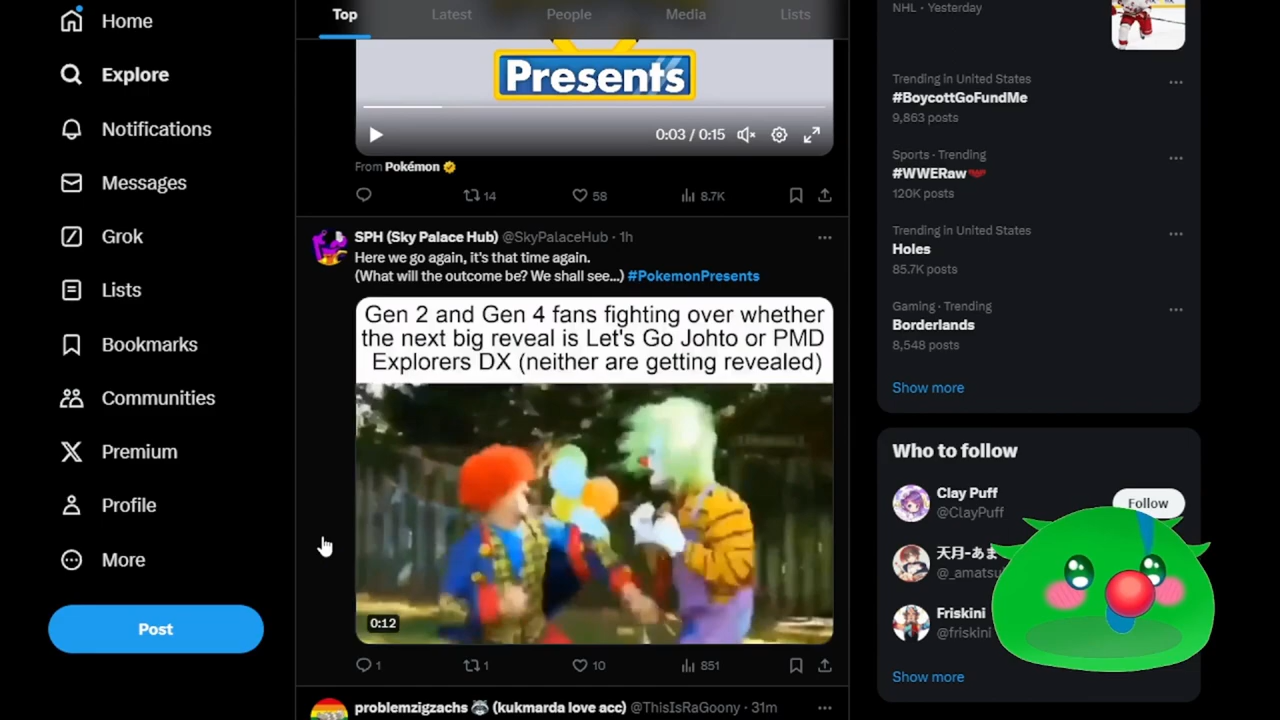 Home
Explore
Notifications
Messages
Grok
Lists
Bookmarks
Communities
Premium
Profile
More
Post
Top
Latest
People
Media
Lists
Presents
0:03 / 0:15
From Pokémon
14
58
8.7K
SPH (Sky Palace Hub) @SkyPalaceHub · 1h
Here we go again, it's that time again.
(What will the outcome be? We shall see...) #PokemonPresents
Gen 2 and Gen 4 fans fighting over whether
the next big reveal is Let's Go Johto or PMD
Explorers DX (neither are getting revealed)
0:12
1
1
10
851
problemzigzachs 🦝 (kukmarda love acc) @ThisIsRaGoony · 31m
NHL · Yesterday
Trending in United States
#BoycottGoFundMe
9,863 posts
Sports · Trending
#WWERaw
120K posts
Trending in United States
Holes
85.7K posts
Gaming · Trending
Borderlands
8,548 posts
Show more
Who to follow
Clay Puff
@ClayPuff
Follow
天月-あま
@_amatsu
Friskini
@friskini
Show more